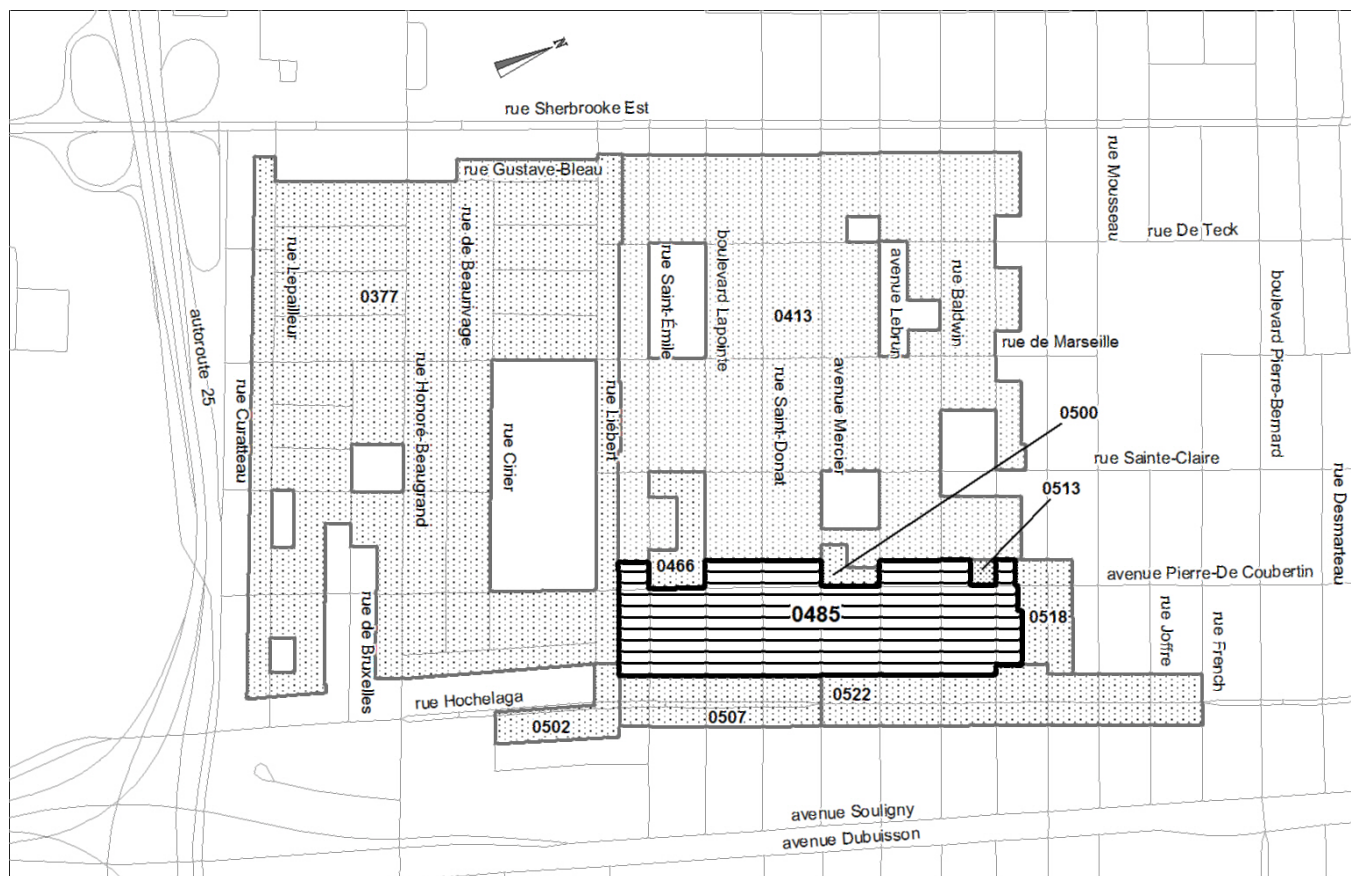 N
rue Sherbrooke Est
rue Gustave-Bleau
rue Mousseau
rue De Teck
rue Lepailleur
rue de Beaurivage
rue Saint-Émile
boulevard Lapointe
avenue Lebrun
rue Baldwin
boulevard Pierre-Bernard
0377
0413
autoroute 25
rue de Marseille
rue Curatteau
rue Honoré-Beaugrand
rue Cirier
rue Liébert
rue Saint-Donat
avenue Mercier
0500
rue Sainte-Claire
0513
rue Desmarteau
0466
avenue Pierre-De Coubertin
rue de Bruxelles
0485
0518
rue Joffre
rue French
rue Hochelaga
0522
0502
0507
avenue Souligny
avenue Dubuisson